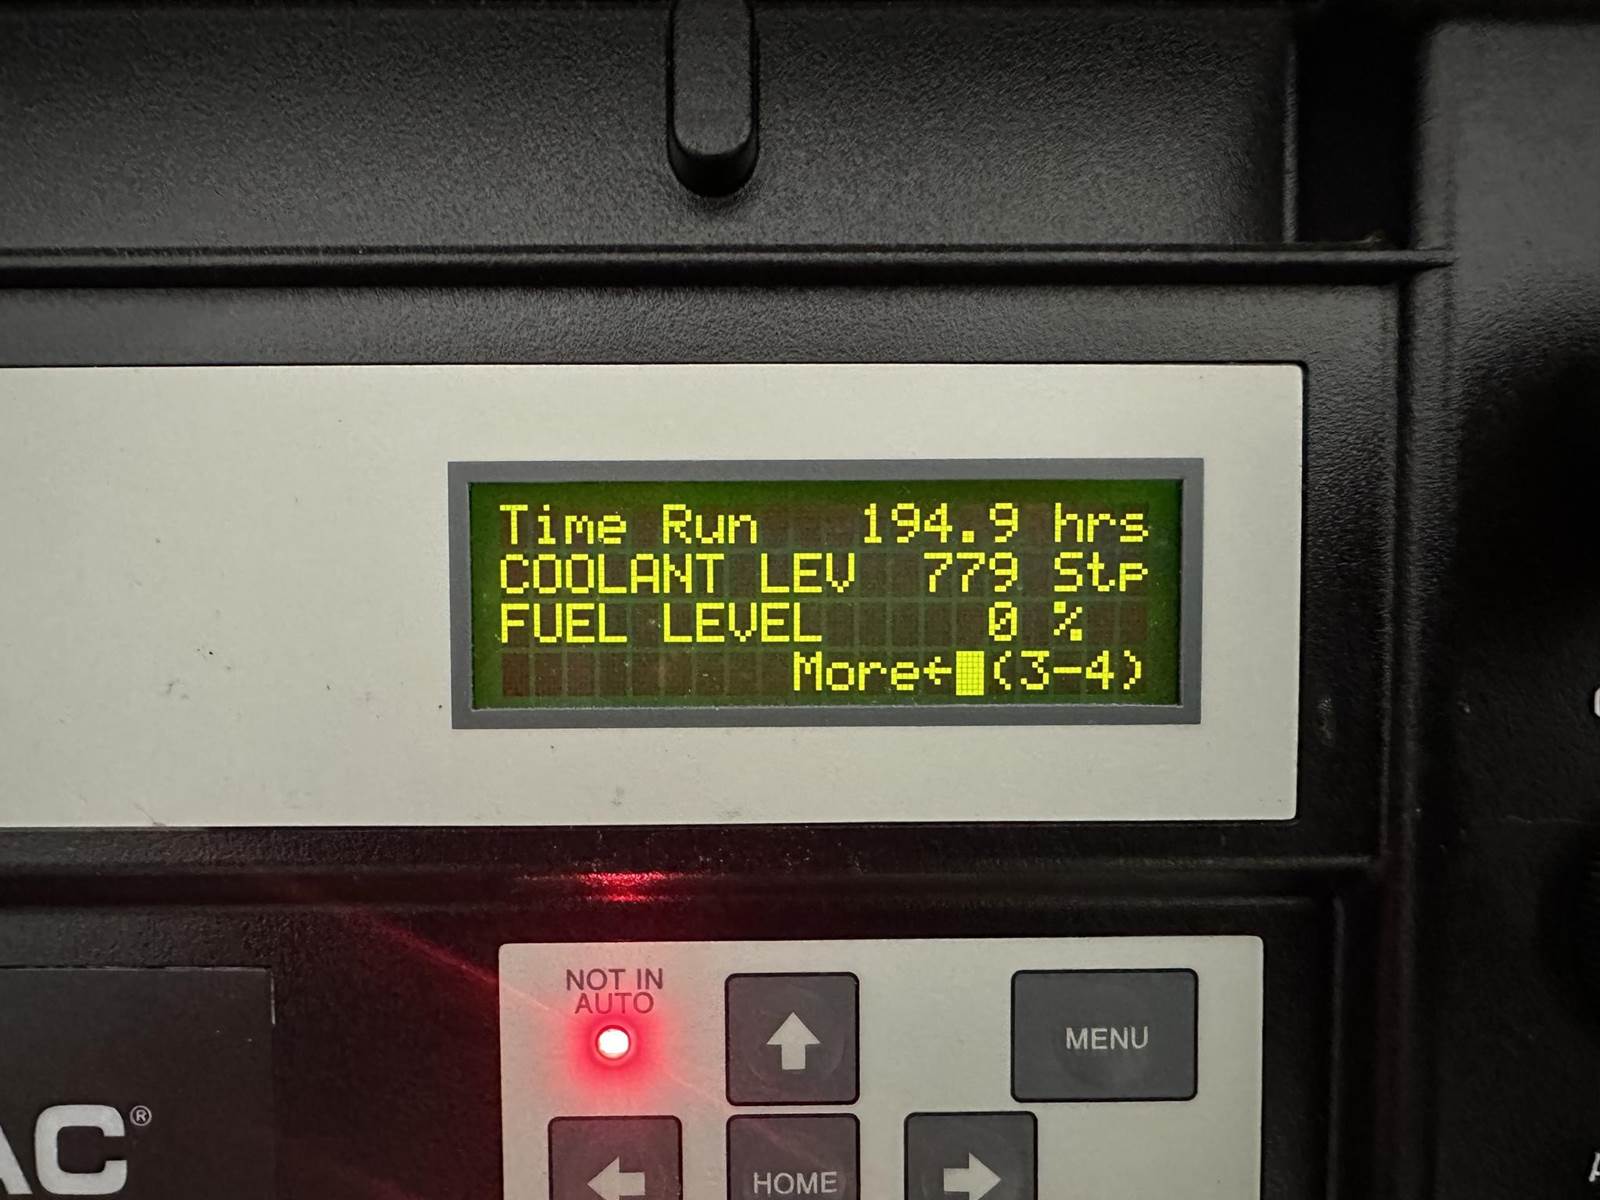 Time Run 194.9 hrs
COOLANT LEV 779 Stp
FUEL LEVEL 0 %
More←█(3-4)
NOT IN
AUTO
MENU
AC®
HOME